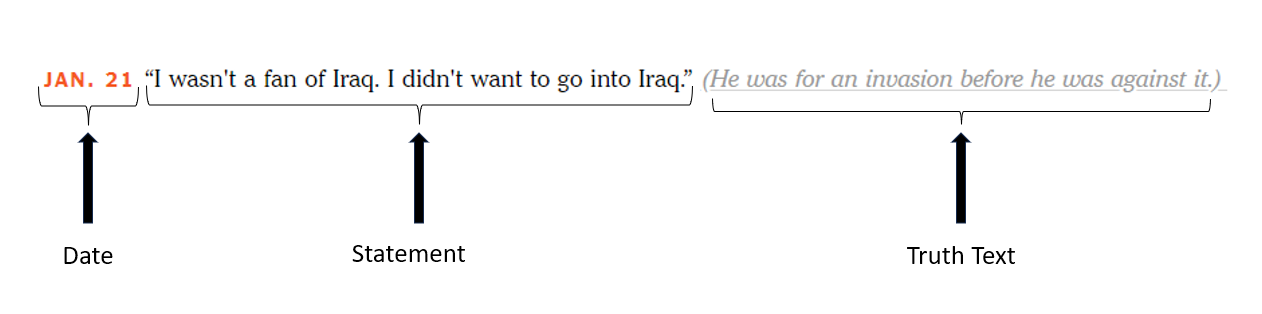 JAN. 21 “I wasn't a fan of Iraq. I didn't want to go into Iraq.” (He was for an invasion before he was against it.)
Date Statement Truth Text